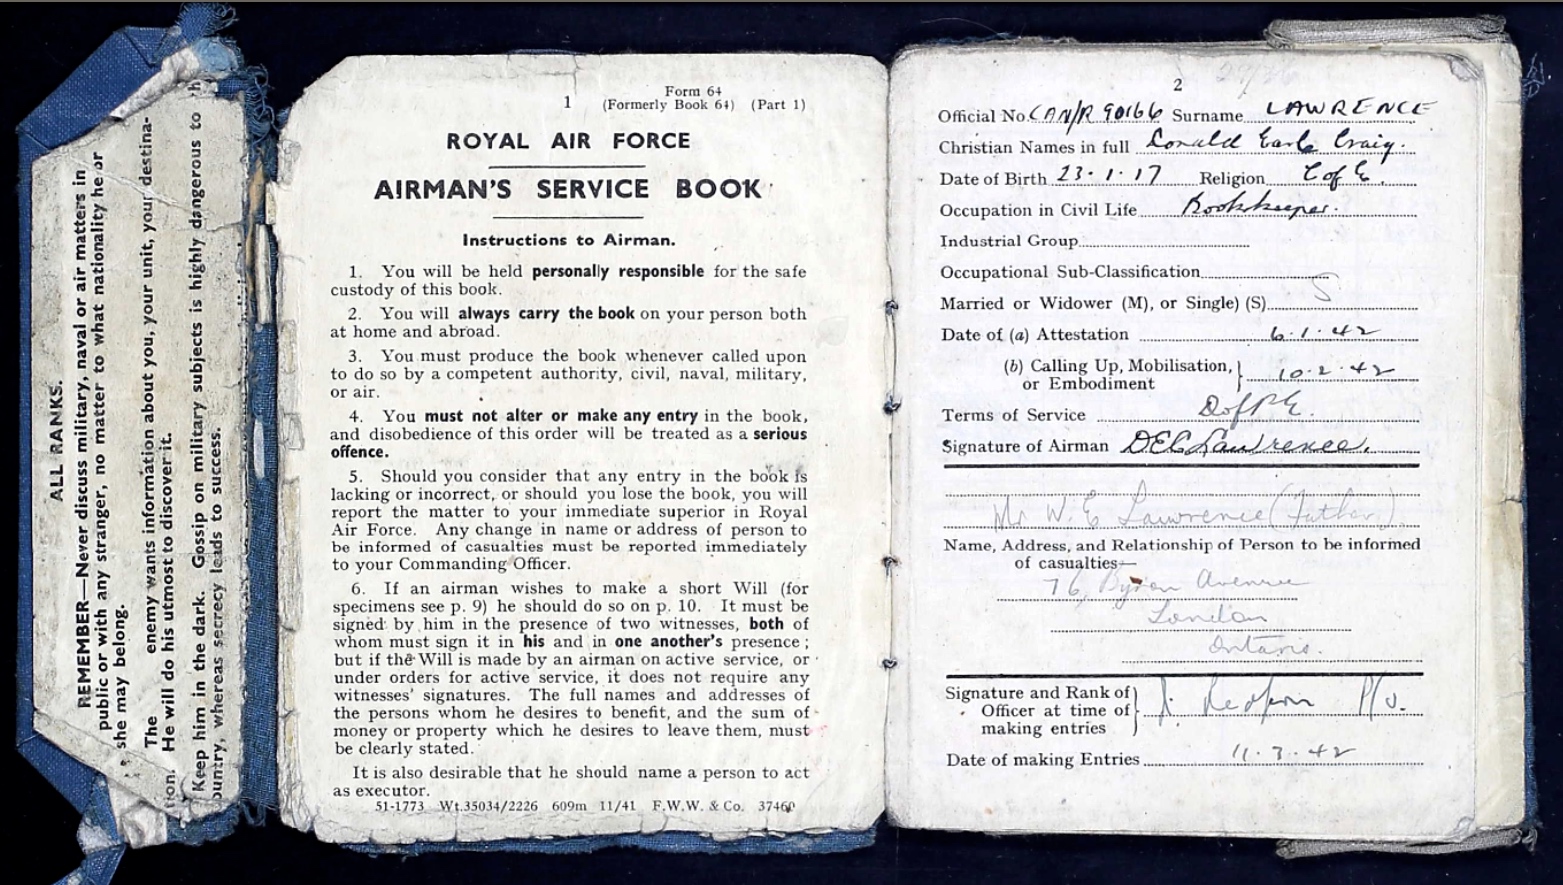 ALL RANKS.
REMEMBER—Never discuss military, naval or air matters in
public or with any stranger, no matter to what nationality he or
she may belong.
The enemy wants information about you, your unit, your destina-
tion. He will do his utmost to discover it.
Keep him in the dark. Gossip on military subjects is highly dangerous to th
ountry, whereas secrecy leads to success.
Form 64
1 (Formerly Book 64) (Part 1)
ROYAL AIR FORCE
AIRMAN'S SERVICE BOOK
Instructions to Airman.
1. You will be held personally responsible for the safe
custody of this book.
2. You will always carry the book on your person both
at home and abroad.
3. You must produce the book whenever called upon
to do so by a competent authority, civil, naval, military,
or air.
4. You must not alter or make any entry in the book,
and disobedience of this order will be treated as a serious
offence.
5. Should you consider that any entry in the book is
lacking or incorrect, or should you lose the book, you will
report the matter to your immediate superior in Royal
Air Force. Any change in name or address of person to
be informed of casualties must be reported immediately
to your Commanding Officer.
6. If an airman wishes to make a short Will (for
specimens see p. 9) he should do so on p. 10. It must be
signed by him in the presence of two witnesses, both of
whom must sign it in his and in one another's presence;
but if the Will is made by an airman on active service, or
under orders for active service, it does not require any
witnesses' signatures. The full names and addresses of
the persons whom he desires to benefit, and the sum of
money or property which he desires to leave them, must
be clearly stated.
It is also desirable that he should name a person to act
as executor.
51-1773 Wt.35034/2226 609m 11/41 F.W.W. & Co. 37460
2
Official No. CAN/R 90166 Surname LAWRENCE
Christian Names in full Donald Earle Craig.
Date of Birth 23.1.17 Religion C of E.
Occupation in Civil Life Bookkeeper.
Industrial Group
Occupational Sub-Classification
Married or Widower (M), or Single) (S) S
Date of (a) Attestation 6.1.42
(b) Calling Up, Mobilisation,
or Embodiment 10.2.42
Terms of Service D of P E.
Signature of Airman DEC Lawrence.
Mr W. E. Lawrence (Father).
Name, Address, and Relationship of Person to be informed
of casualties—
76, Byron Avenue
London
Ontario.
Signature and Rank of
Officer at time of
making entries P/O.
Date of making Entries 11.3.42